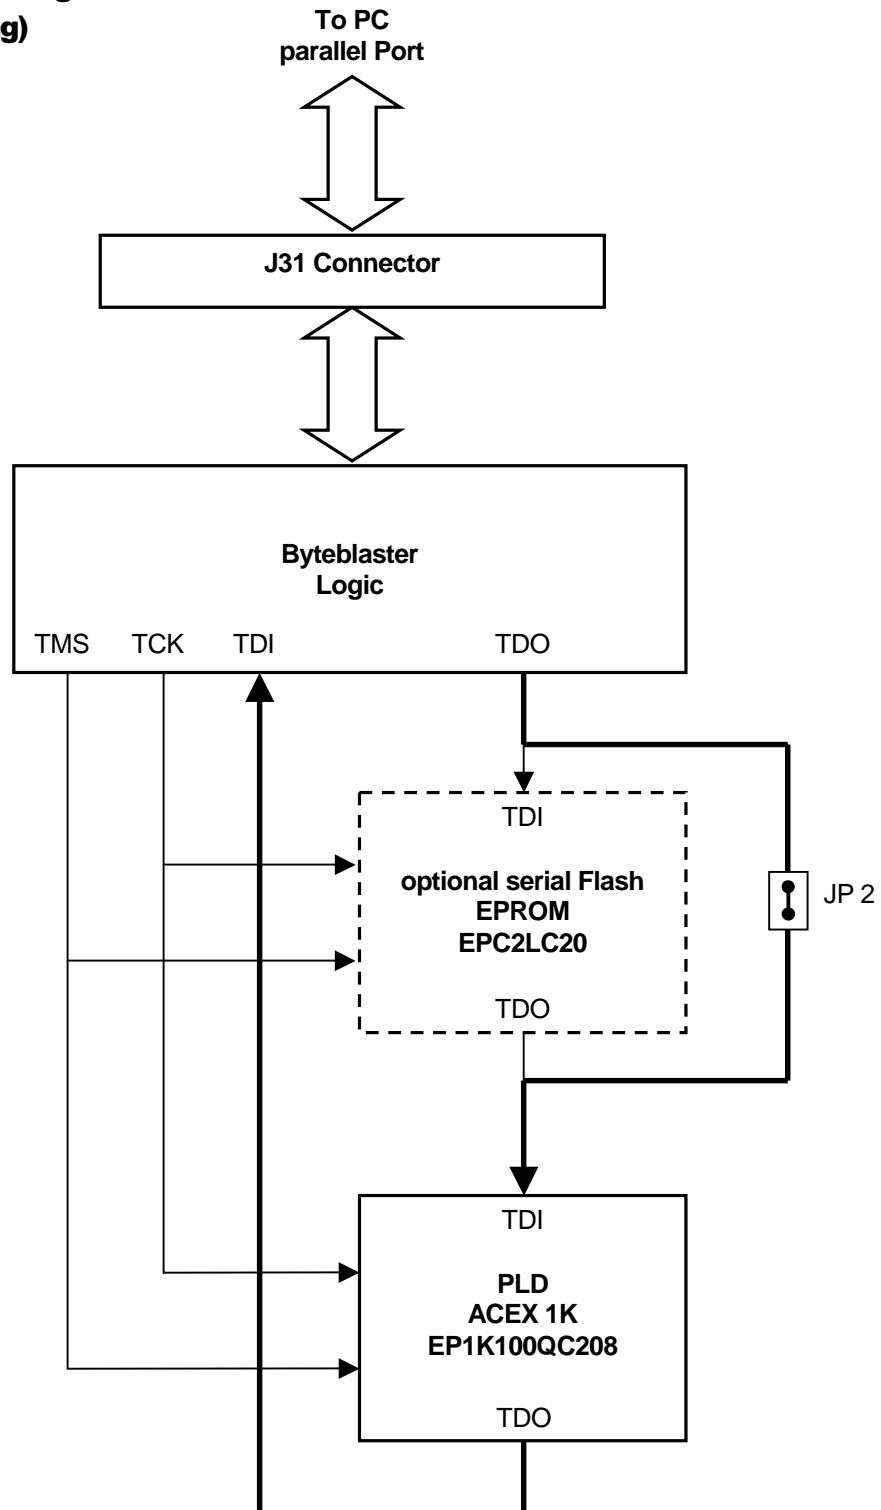 g)
To PC
parallel Port
J31 Connector
Byteblaster
Logic
TMS TCK TDI TDO
TDI
optional serial Flash
EPROM
EPC2LC20
JP 2
TDO
TDI
PLD
ACEX 1K
EP1K100QC208
TDO